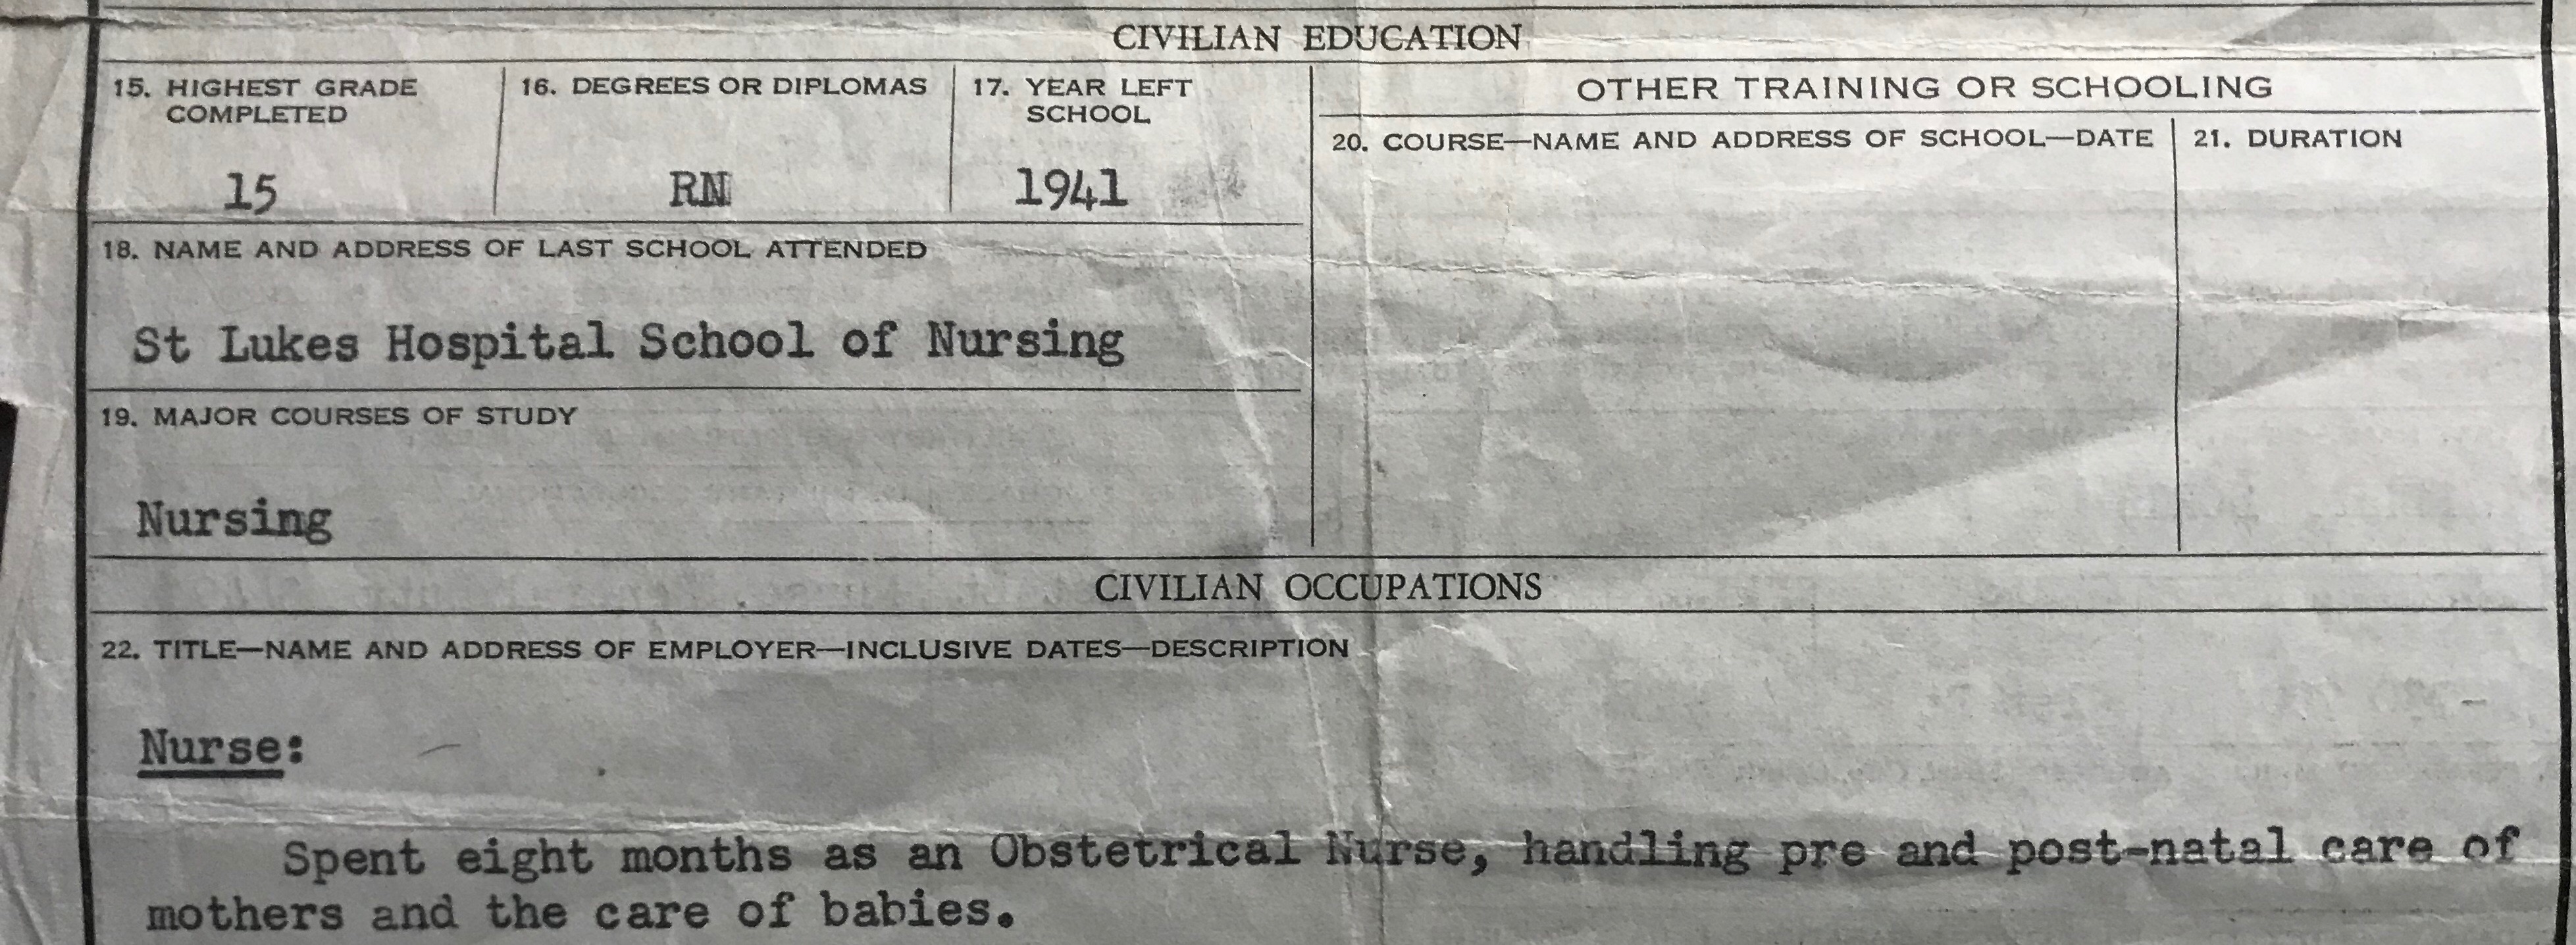 CIVILIAN EDUCATION
15. HIGHEST GRADE COMPLETED
15
16. DEGREES OR DIPLOMAS
RN
17. YEAR LEFT SCHOOL
1941
18. NAME AND ADDRESS OF LAST SCHOOL ATTENDED
St Lukes Hospital School of Nursing
19. MAJOR COURSES OF STUDY
Nursing
OTHER TRAINING OR SCHOOLING
20. COURSE—NAME AND ADDRESS OF SCHOOL—DATE
21. DURATION
CIVILIAN OCCUPATIONS
22. TITLE—NAME AND ADDRESS OF EMPLOYER—INCLUSIVE DATES—DESCRIPTION
Nurse:
Spent eight months as an Obstetrical Nurse, handling pre and post-natal care of
mothers and the care of babies.